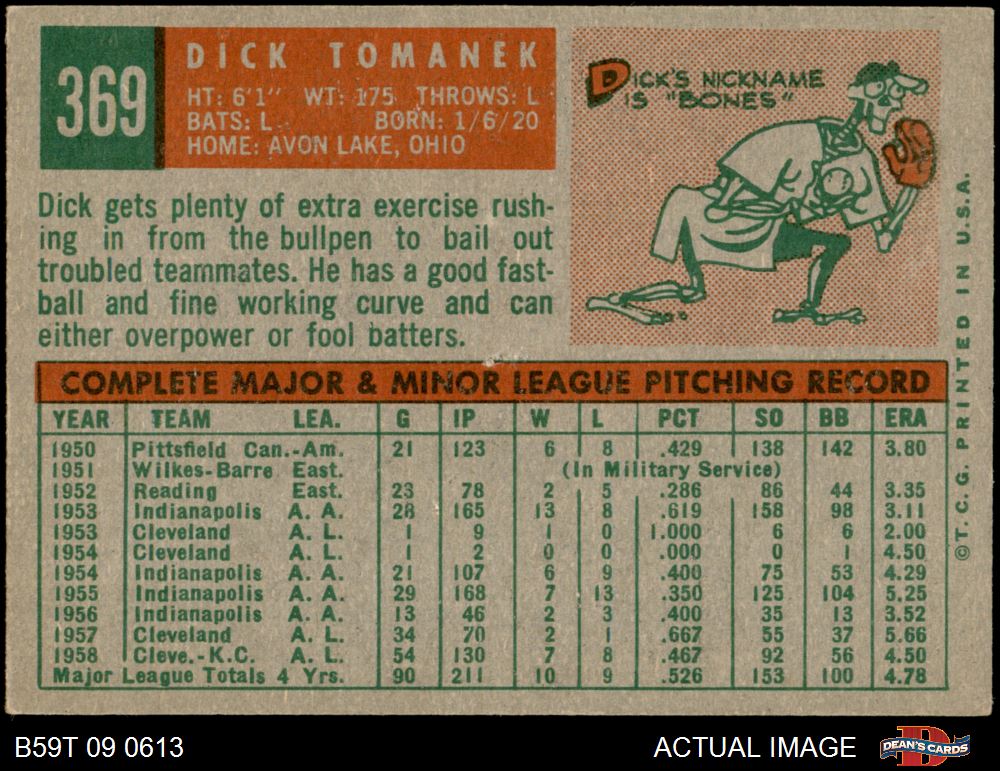 369
DICK TOMANEK
HT: 6'1" WT: 175 THROWS: L
BATS: L BORN: 1/6/20
HOME: AVON LAKE, OHIO
DICK'S NICKNAME
IS "BONES"
Dick gets plenty of extra exercise rush-
ing in from the bullpen to bail out
troubled teammates. He has a good fast-
ball and fine working curve and can
either overpower or fool batters.
COMPLETE MAJOR & MINOR LEAGUE PITCHING RECORD
YEAR TEAM LEA. G IP W L PCT SO BB ERA
1950 Pittsfield Can.-Am. 21 123 6 8 .429 138 142 3.80
1951 Wilkes-Barre East. (In Military Service)
1952 Reading East. 23 78 2 5 .286 86 44 3.35
1953 Indianapolis A. A. 28 165 13 8 .619 158 98 3.11
1953 Cleveland A. L. 1 9 1 0 1.000 6 6 2.00
1954 Cleveland A. L. 1 2 0 0 .000 0 1 4.50
1954 Indianapolis A. A. 21 107 6 9 .400 75 53 4.29
1955 Indianapolis A. A. 29 168 7 13 .350 125 104 5.25
1956 Indianapolis A. A. 13 46 2 3 .400 35 13 3.52
1957 Cleveland A. L. 34 70 2 1 .667 55 37 5.66
1958 Cleve.-K.C. A. L. 54 130 7 8 .467 92 56 4.50
Major League Totals 4 Yrs. 90 211 10 9 .526 153 100 4.78
©T. C. G. PRINTED IN U.S.A.
B59T 09 0613
ACTUAL IMAGE
D
DEAN'S CARDS